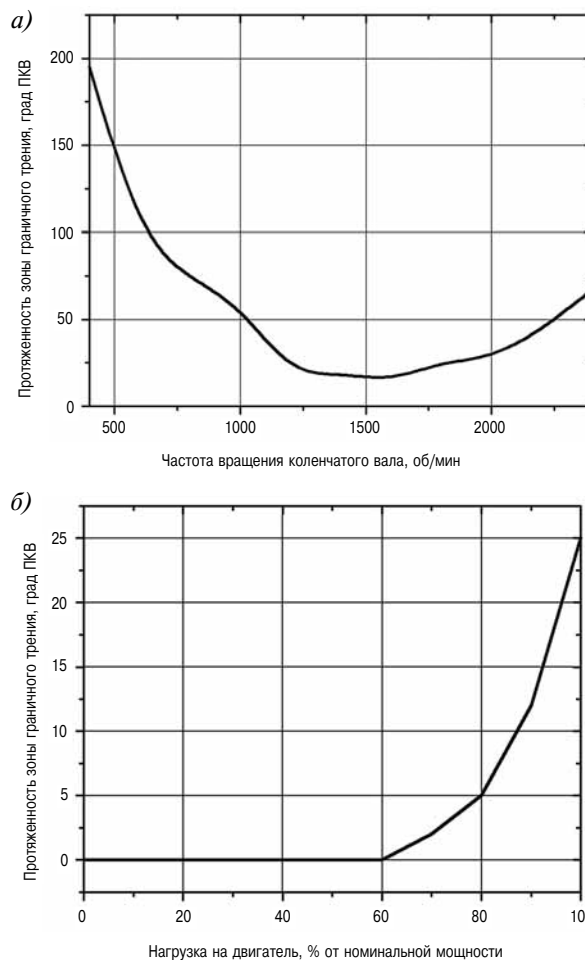 а)
Протяженность зоны граничного трения, град ПКВ
200
150
100
50
0
500 1000 1500 2000
Частота вращения коленчатого вала, об/мин
б)
Протяженность зоны граничного трения, град ПКВ
25
20
15
10
5
0
0 20 40 60 80 10
Нагрузка на двигатель, % от номинальной мощности